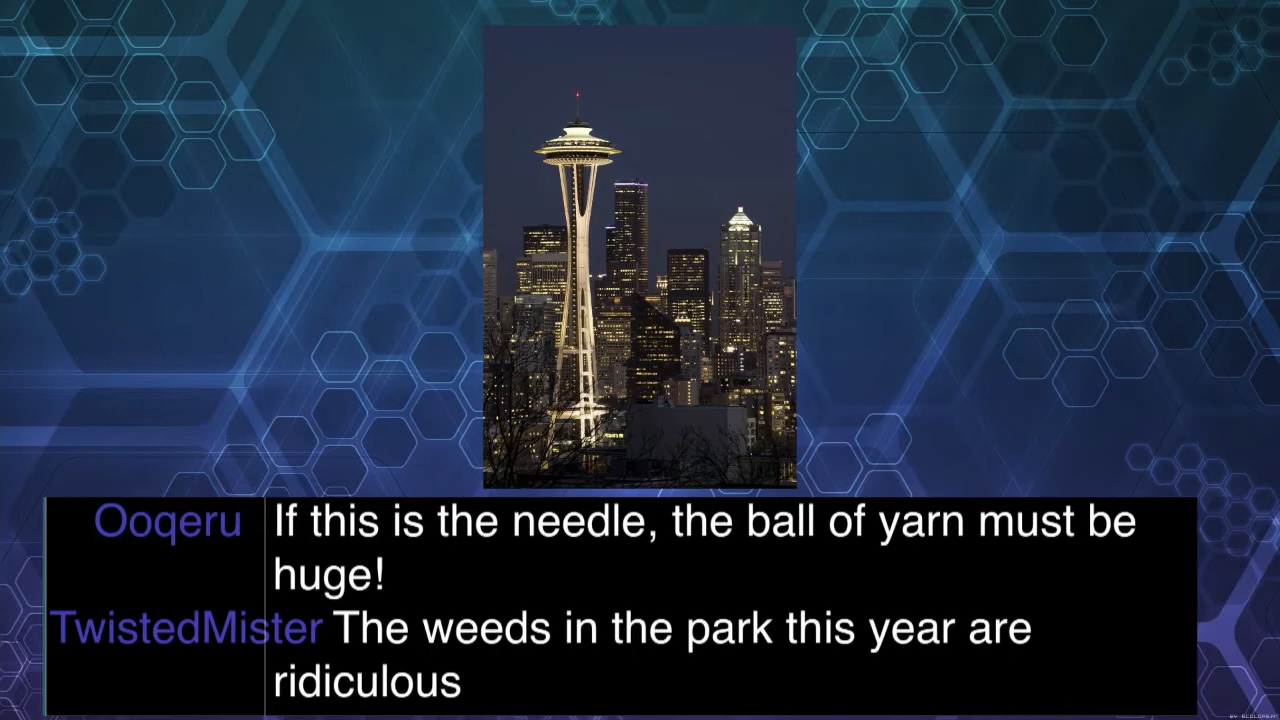 Ooqeru If this is the needle, the ball of yarn must be
huge!
TwistedMister The weeds in the park this year are
ridiculous